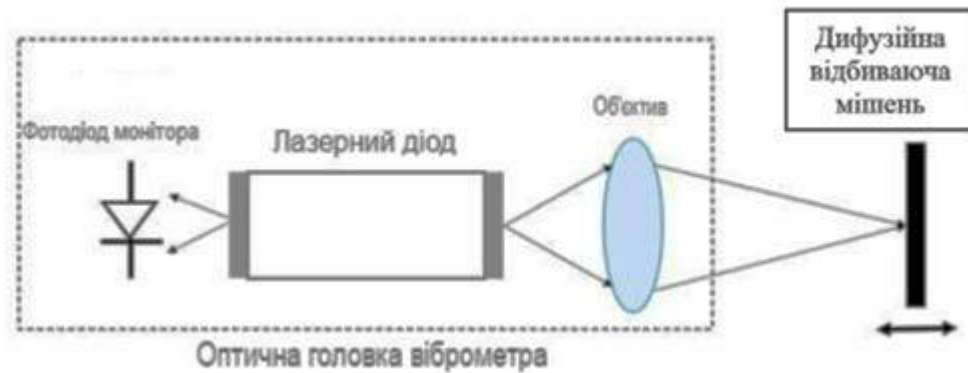 Дифузійна
відбиваюча
мішень
Об'єктив
Фотодіод монітора
Лазерний діод
Оптична головка віброметра